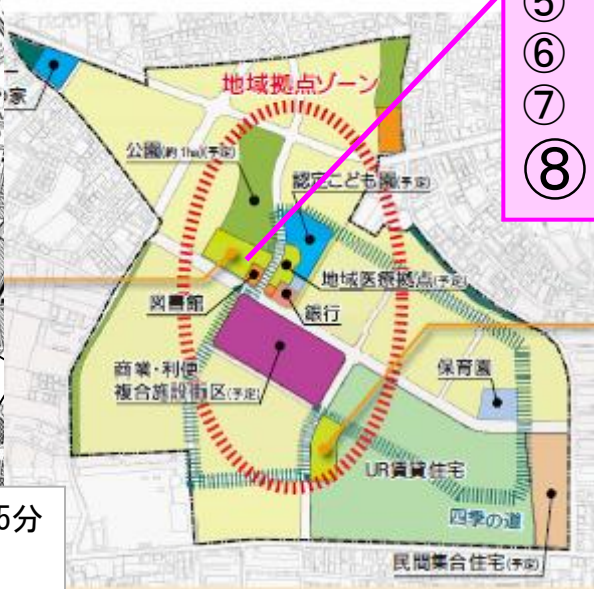 ⑤
⑥
⑦
⑧
家
地域拠点ゾーン
公園(約1ha)(予定)
認定こども園(予定)
地域医療拠点(予定)
図書館
銀行
商業・利便
複合施設街区(予定)
保育園
UR賃貸住宅
四季の道
5分
民間集合住宅(予定)